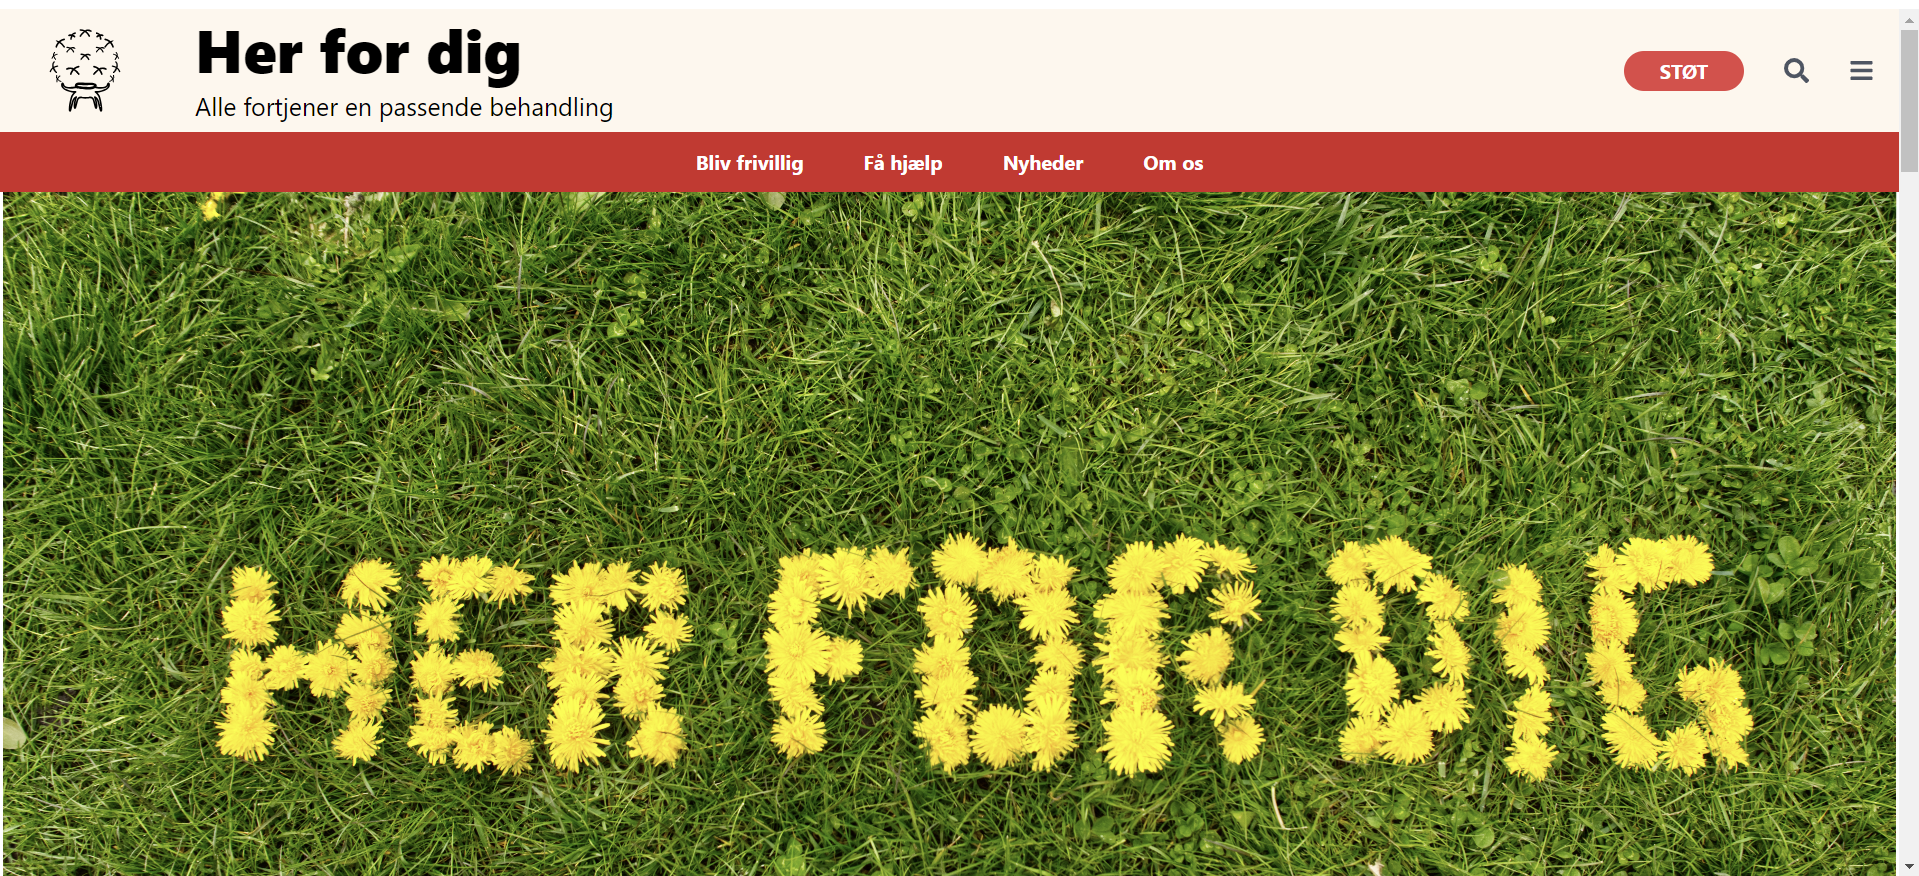 Her for dig
Alle fortjener en passende behandling
STØT
Bliv frivillig
Få hjælp
Nyheder
Om os
HER FOR DIG